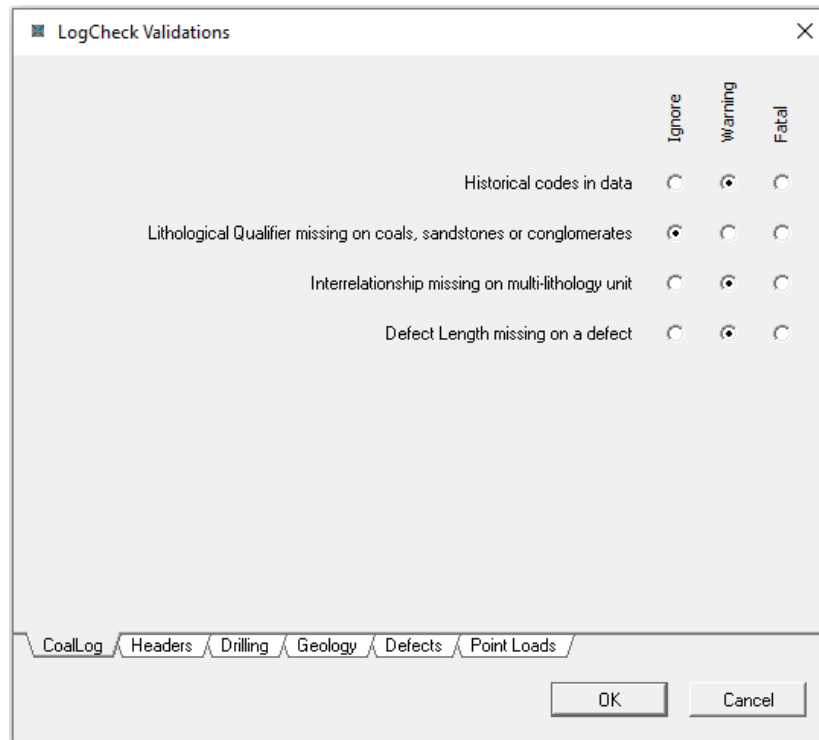 LogCheck Validations
Ignore Warning Fatal
Historical codes in data
Lithological Qualifier missing on coals, sandstones or conglomerates
Interrelationship missing on multi-lithology unit
Defect Length missing on a defect
CoalLog Headers Drilling Geology Defects Point Loads
OK Cancel